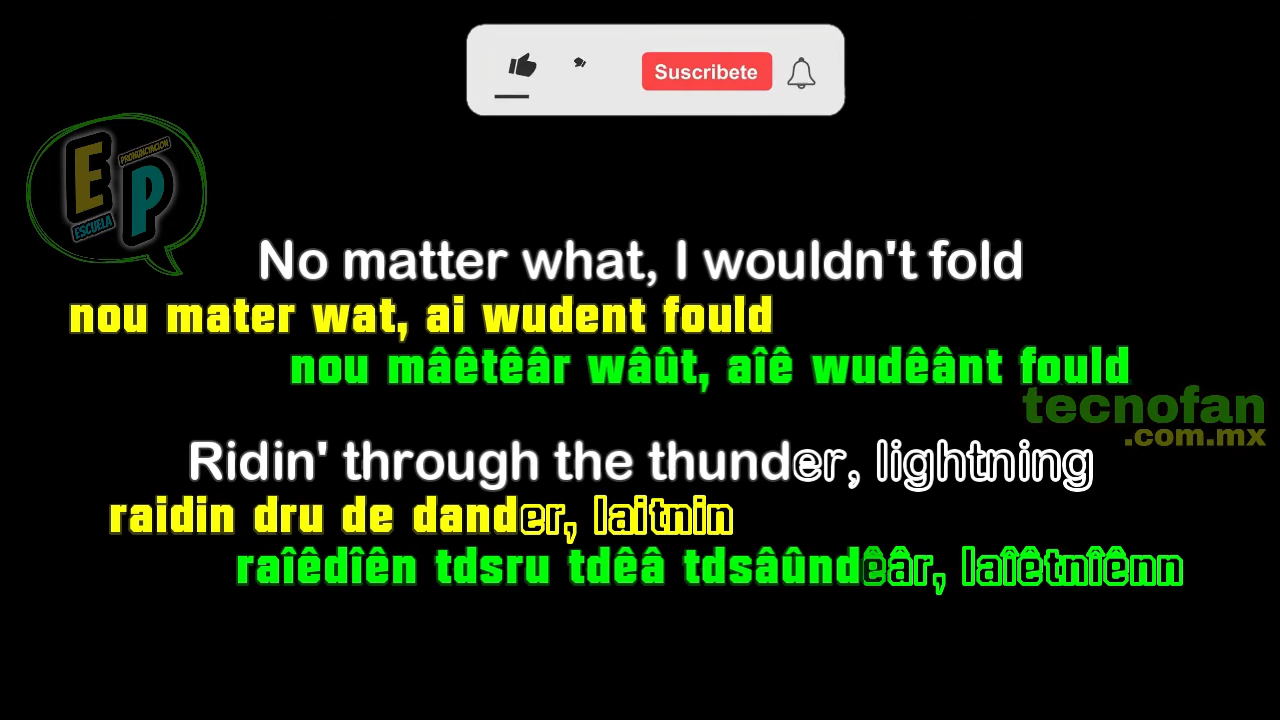 Suscribete
E
PRONUNCIACION
P
ESCUELA
No matter what, I wouldn't fold
nou mater wat, ai wudent fould
nou mâêtêâr wâût, aîê wudêânt fould
tecnofan
.com.mx
Ridin' through the thunder, lightning
raidin dru de dander, laitnin
raîêdîên tdsru tdêâ tdsâûndêâr, laîêtnîênn